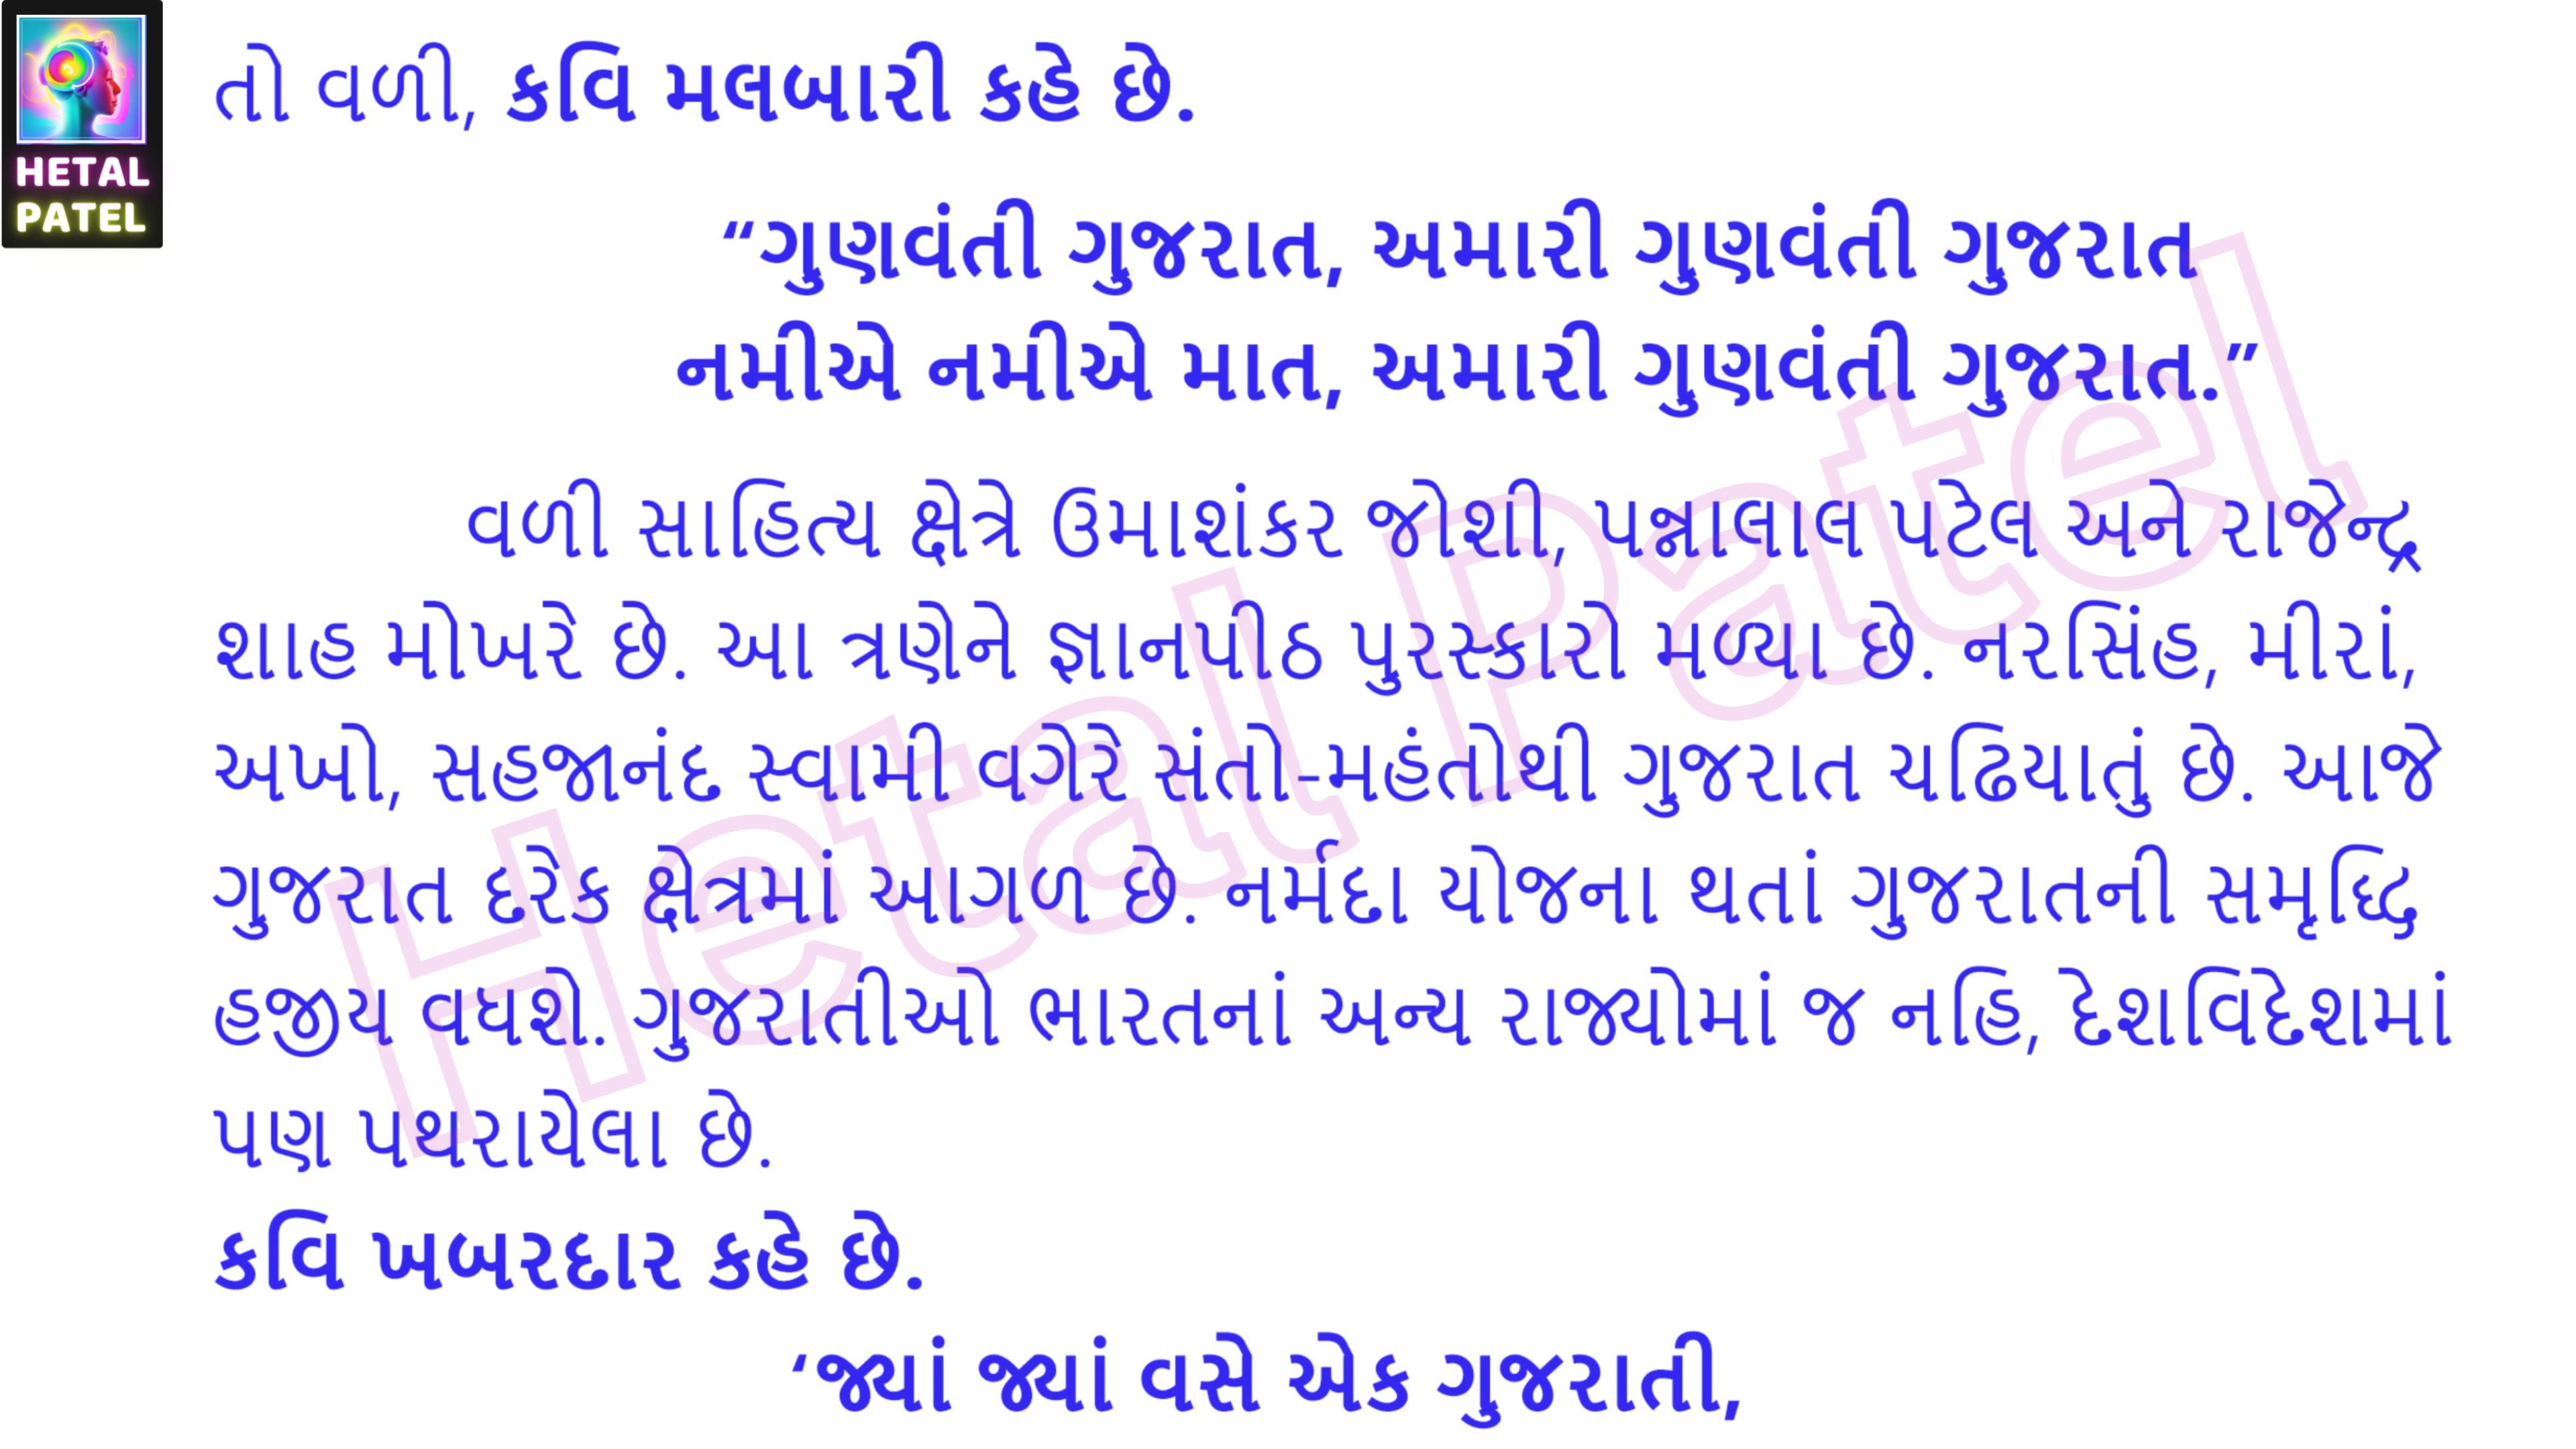 HETAL
PATEL
તો વળી, કવિ મલબારી કહે છે.
“ગુણવંતી ગુજરાત, અમારી ગુણવંતી ગુજરાત
નમીએ નમીએ માત, અમારી ગુણવંતી ગુજરાત.”
વળી સાહિત્ય ક્ષેત્રે ઉમાશંકર જોશી, પન્નાલાલ પટેલ અને રાજેન્દ્ર
શાહ મોખરે છે. આ ત્રણેને જ્ઞાનપીઠ પુરસ્કારો મળ્યા છે. નરસિંહ, મીરાં,
અખો, સહજાનંદ સ્વામી વગેરે સંતો-મહંતોથી ગુજરાત ચઢિયાતું છે. આજે
ગુજરાત દરેક ક્ષેત્રમાં આગળ છે. નર્મદા યોજના થતાં ગુજરાતની સમૃધ્ધિ
હજીય વધશે. ગુજરાતીઓ ભારતનાં અન્ય રાજ્યોમાં જ નહિ, દેશવિદેશમાં
પણ પથરાયેલા છે.
કવિ ખબરદાર કહે છે.
‘જ્યાં જ્યાં વસે એક ગુજરાતી,
Hetal Patel